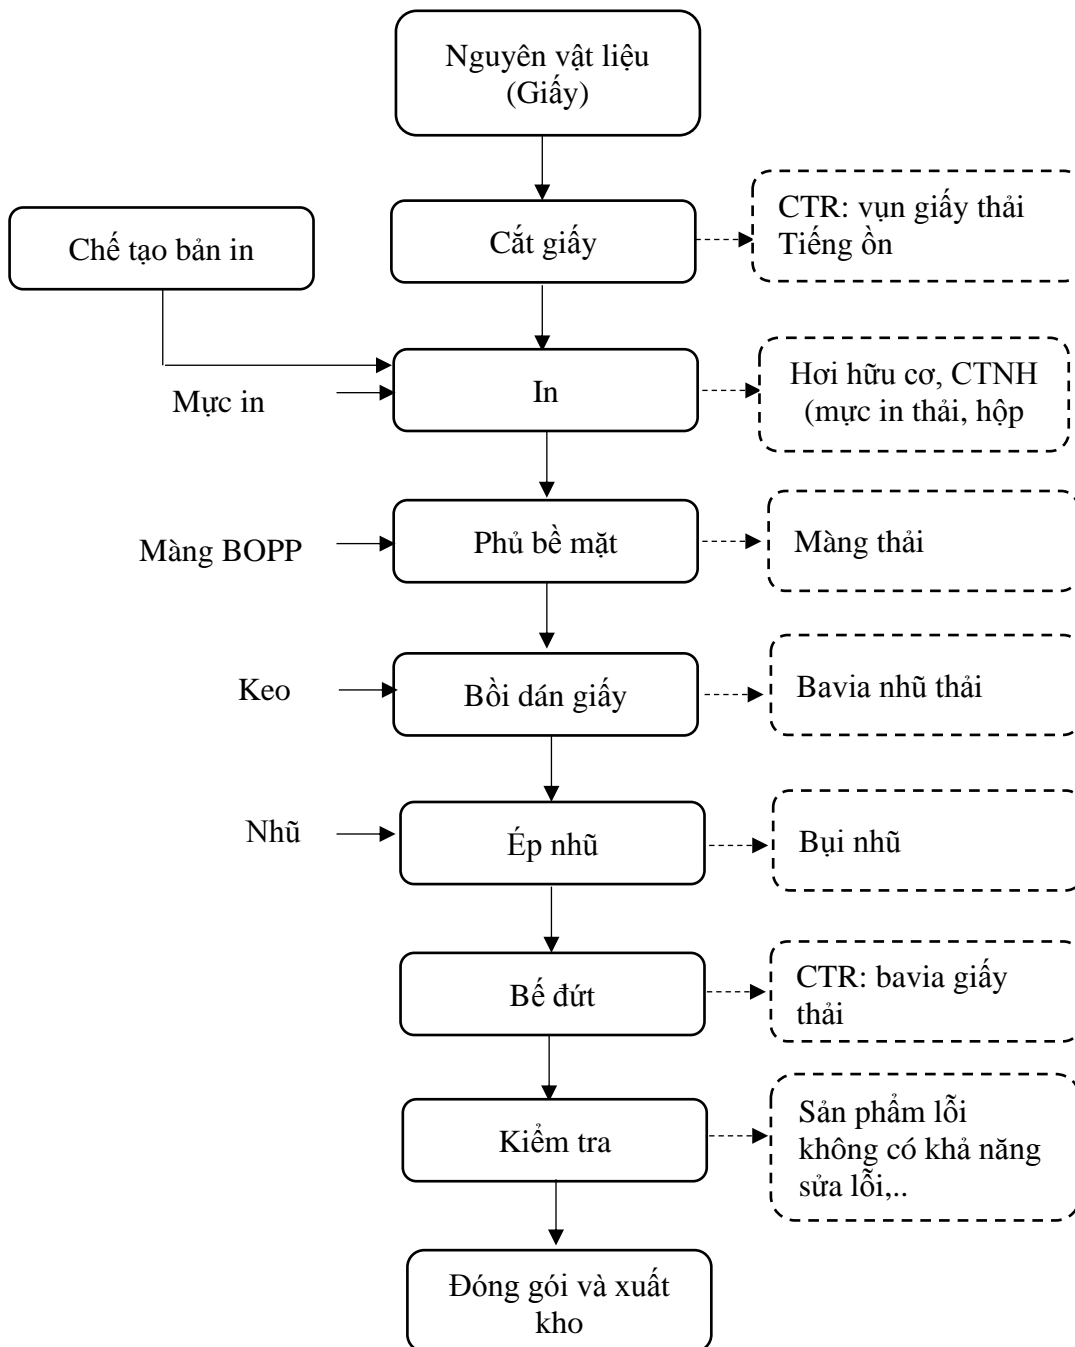 Nguyên vật liệu
(Giấy)
CTR: vụn giấy thải
Tiếng ồn
Chế tạo bản in
Cắt giấy
Hơi hữu cơ, CTNH
(mực in thải, hộp
In
Mực in
Màng BOPP
Phủ bề mặt
Màng thải
Keo
Bồi dán giấy
Bavia nhũ thải
Nhũ
Ép nhũ
Bụi nhũ
Bế đứt
CTR: bavia giấy
thải
Kiểm tra
Sản phẩm lỗi
không có khả năng
sửa lỗi,..
Đóng gói và xuất
kho